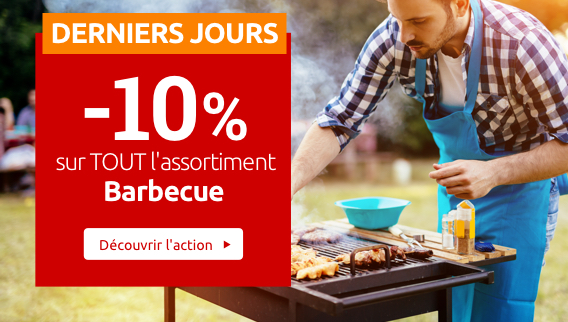 DERNIERS JOURS
-10%
sur TOUT l'assortiment
Barbecue
Découvrir l'action